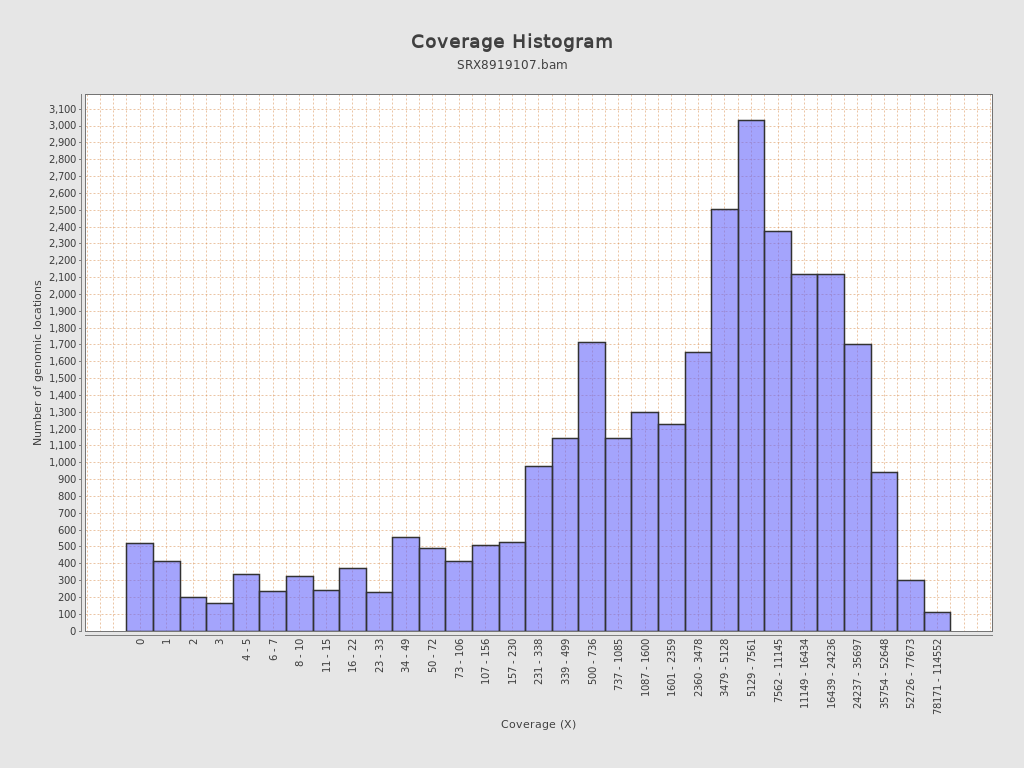 Coverage Histogram
SRX8919107.bam
Number of genomic locations
3,100
3,000
2,900
2,800
2,700
2,600
2,500
2,400
2,300
2,200
2,100
2,000
1,900
1,800
1,700
1,600
1,500
1,400
1,300
1,200
1,100
1,000
900
800
700
600
500
400
300
200
100
0
0
1
2
3
4 - 5
6 - 7
8 - 10
11 - 15
16 - 22
23 - 33
34 - 49
50 - 72
73 - 106
107 - 156
157 - 230
231 - 338
339 - 499
500 - 736
737 - 1085
1087 - 1600
1601 - 2359
2360 - 3478
3479 - 5128
5129 - 7561
7562 - 11145
11149 - 16434
16439 - 24236
24237 - 35697
35754 - 52648
52726 - 77673
78171 - 114552
Coverage (X)